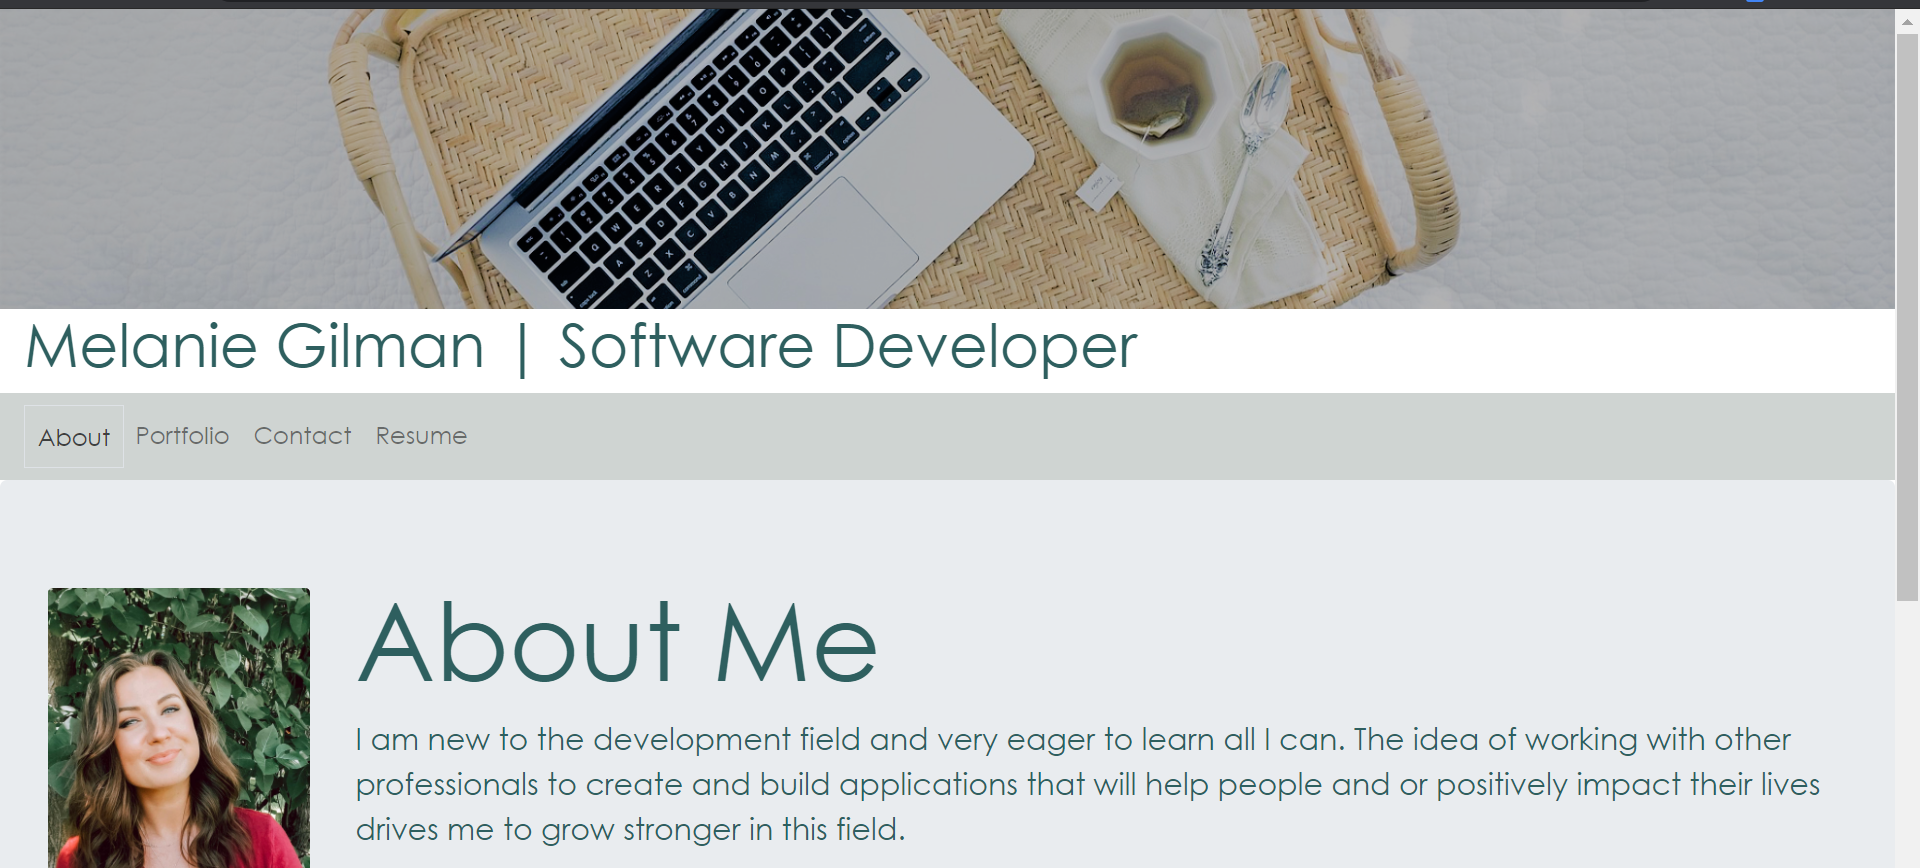 Melanie Gilman | Software Developer
About Portfolio Contact Resume
About Me
I am new to the development field and very eager to learn all I can. The idea of working with other
professionals to create and build applications that will help people and or positively impact their lives
drives me to grow stronger in this field.